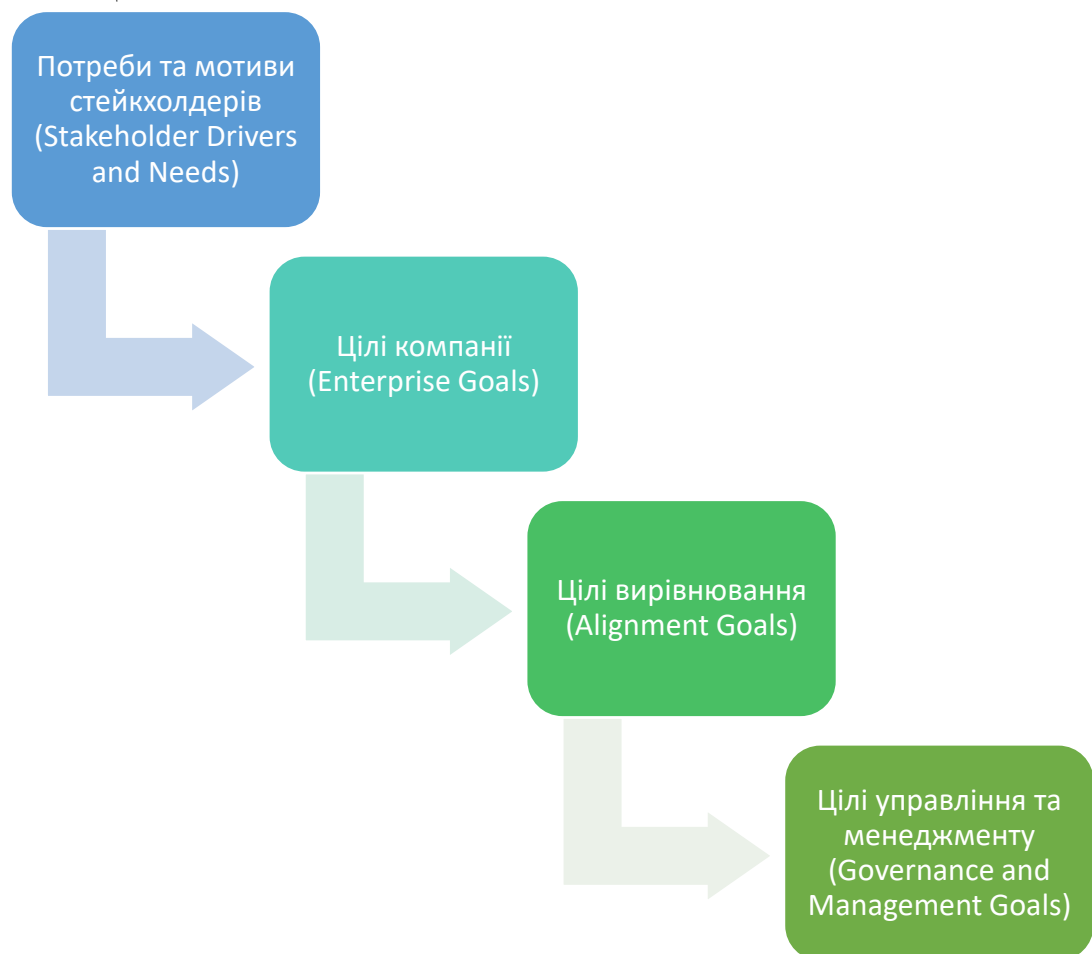 Потреби та мотиви
стейкхолдерів
(Stakeholder Drivers
and Needs)
Цілі компанії
(Enterprise Goals)
Цілі вирівнювання
(Alignment Goals)
Цілі управління та
менеджменту
(Governance and
Management Goals)